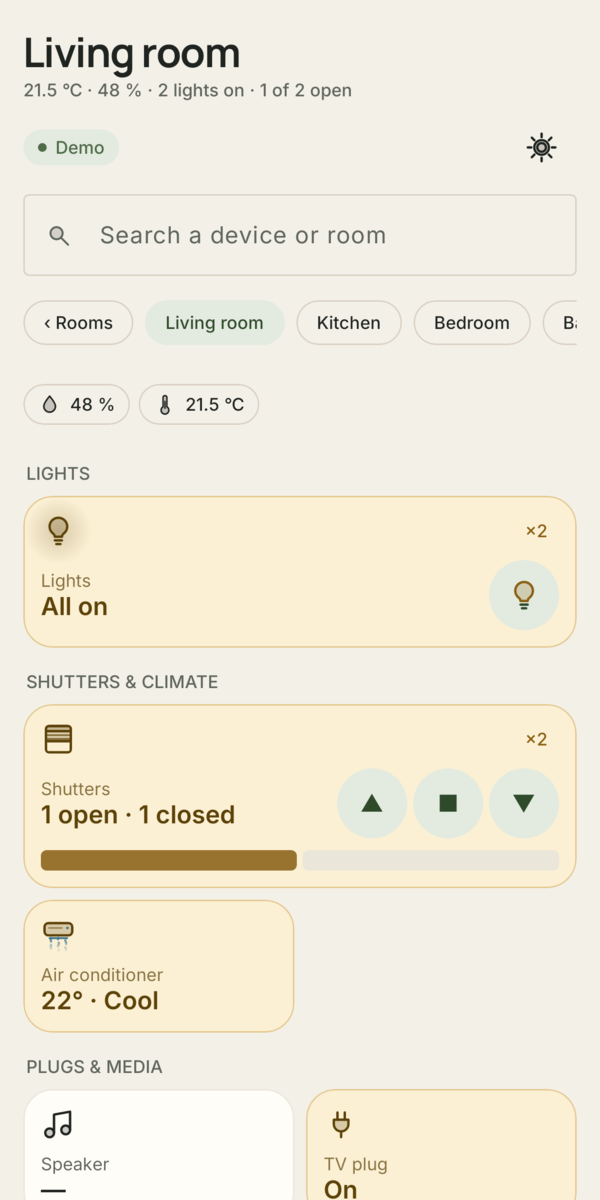 Living room
21.5 °C · 48 % · 2 lights on · 1 of 2 open
Demo
Search a device or room
‹ Rooms
Living room
Kitchen
Bedroom
48 %
21.5 °C
LIGHTS
×2
Lights
All on
SHUTTERS & CLIMATE
×2
Shutters
1 open · 1 closed
Air conditioner
22° · Cool
PLUGS & MEDIA
Speaker
—
TV plug
On